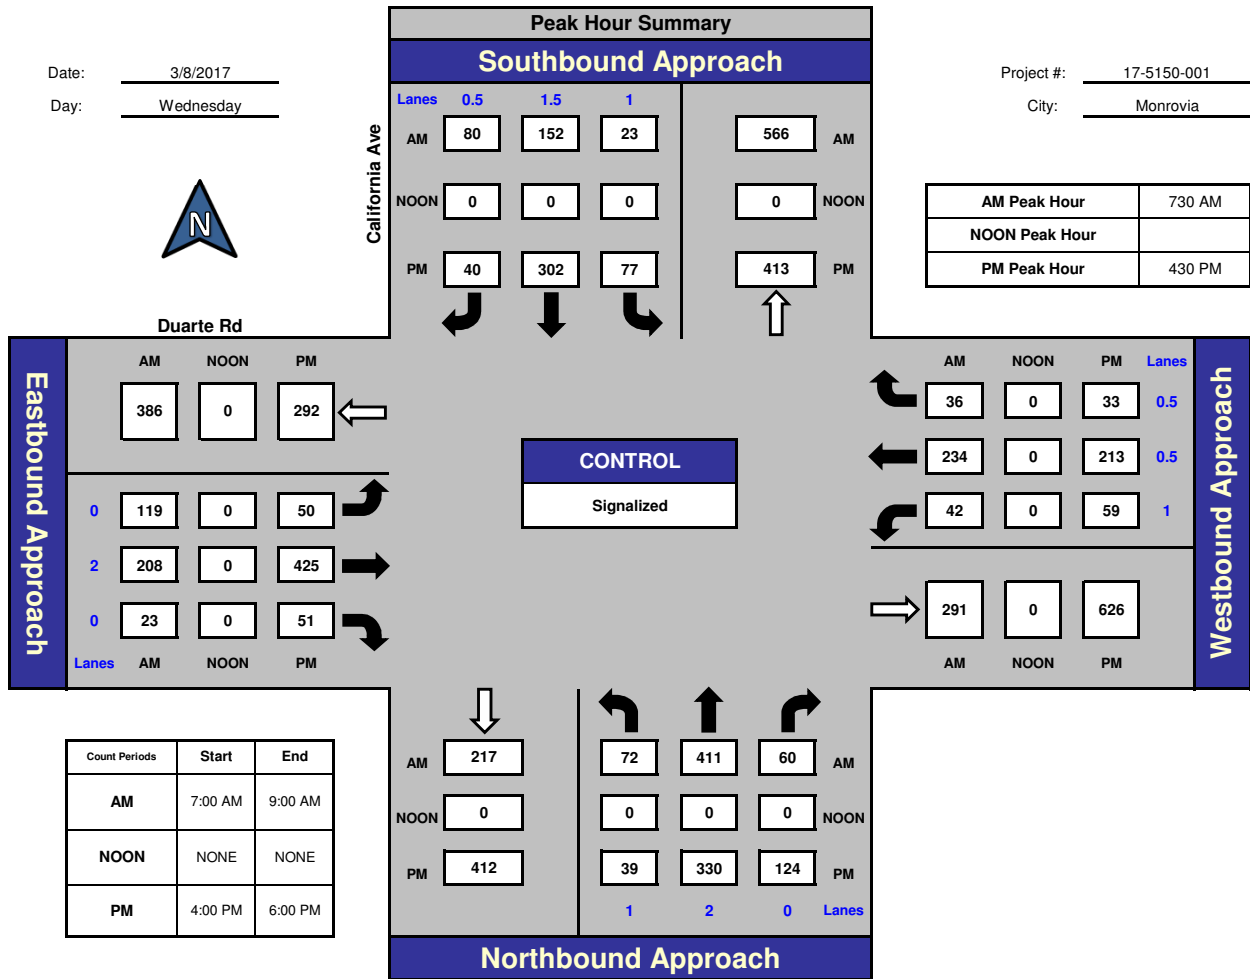 Peak Hour Summary
Southbound Approach
Date: 3/8/2017
Day: Wednesday
Project #: 17-5150-001
City: Monrovia
N
California Ave
Lanes 0.5 1.5 1
AM 80 152 23 566 AM
NOON 0 0 0 0 NOON
PM 40 302 77 413 PM
AM Peak Hour 730 AM
NOON Peak Hour
PM Peak Hour 430 PM
Duarte Rd
Eastbound Approach
AM NOON PM
386 0 292
0 119 0 50
2 208 0 425
0 23 0 51
Lanes AM NOON PM
CONTROL
Signalized
AM NOON PM Lanes
36 0 33 0.5
234 0 213 0.5
42 0 59 1
291 0 626
AM NOON PM
Westbound Approach
Count Periods Start End
AM 7:00 AM 9:00 AM
NOON NONE NONE
PM 4:00 PM 6:00 PM
AM 217 72 411 60 AM
NOON 0 0 0 0 NOON
PM 412 39 330 124 PM
1 2 0 Lanes
Northbound Approach